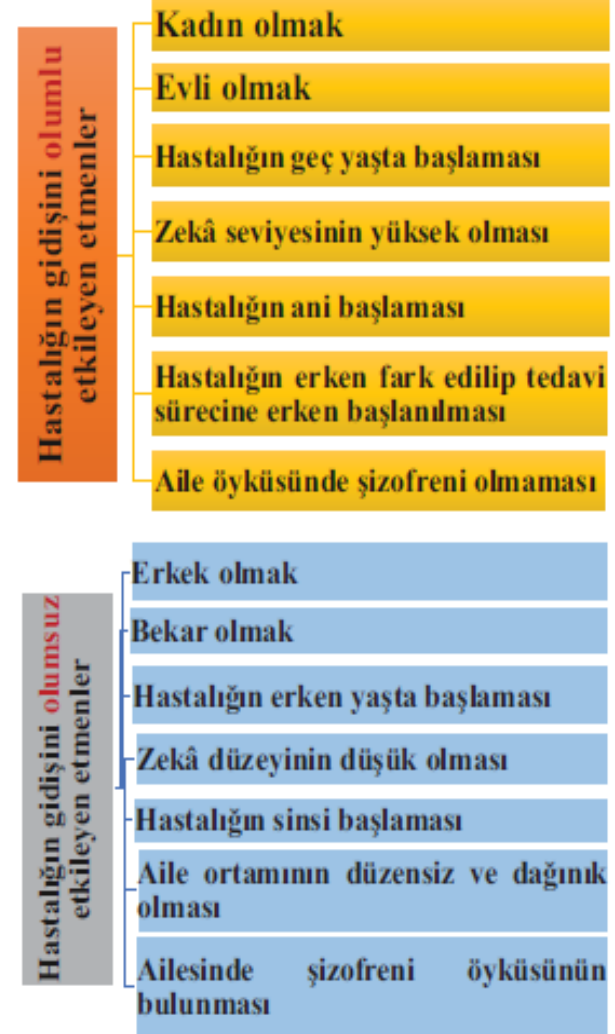 Hastalığın gidişini olumlu
etkileyen etmenler
Kadın olmak
Evli olmak
Hastalığın geç yaşta başlaması
Zekâ seviyesinin yüksek olması
Hastalığın ani başlaması
Hastalığın erken fark edilip tedavi
sürecine erken başlanılması
Aile öyküsünde şizofreni olmaması
Hastalığın gidişini olumsuz
etkileyen etmenler
Erkek olmak
Bekar olmak
Hastalığın erken yaşta başlaması
Zekâ düzeyinin düşük olması
Hastalığın sinsi başlaması
Aile ortamının düzensiz ve dağınık
olması
Ailesinde şizofreni öyküsünün
bulunması